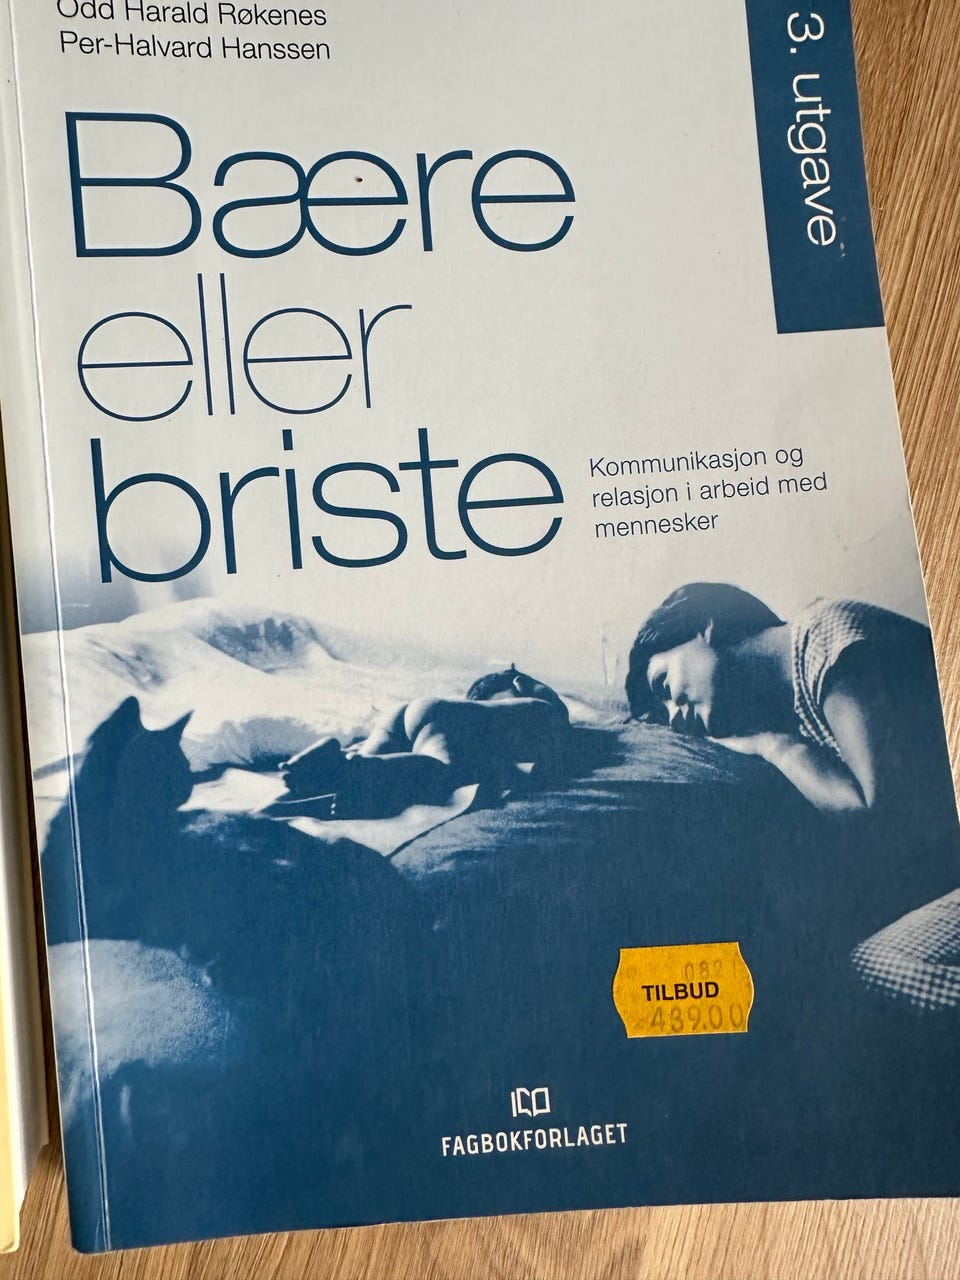 Odd Harald Røkenes
Per-Halvard Hanssen
3. utgave
Bære
eller
briste
Kommunikasjon og
relasjon i arbeid med
mennesker
TILBUD
439.00
FAGBOKFORLAGET